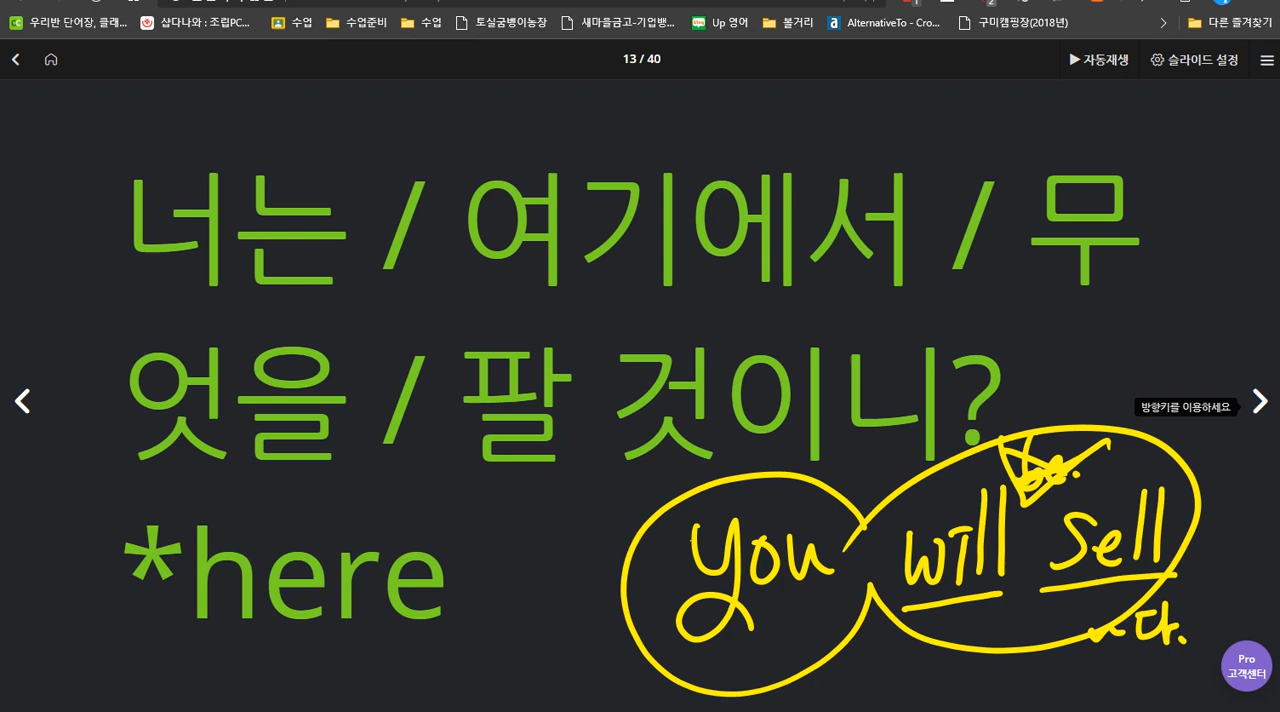 우리반 단어장, 클래...
샵다나와 : 조립PC...
수업
수업준비
수업
토실굼뱅이농장
새마을금고-기업뱅...
Up 영어
볼거리
AlternativeTo - Cro...
구미캠핑장(2018년)
다른 즐겨찾기
13 / 40
자동재생
슬라이드 설정
너는 / 여기에서 / 무
엇을 / 팔 것이니?
방향키를 이용하세요
*here
you will sell
~다.
Pro
고객센터